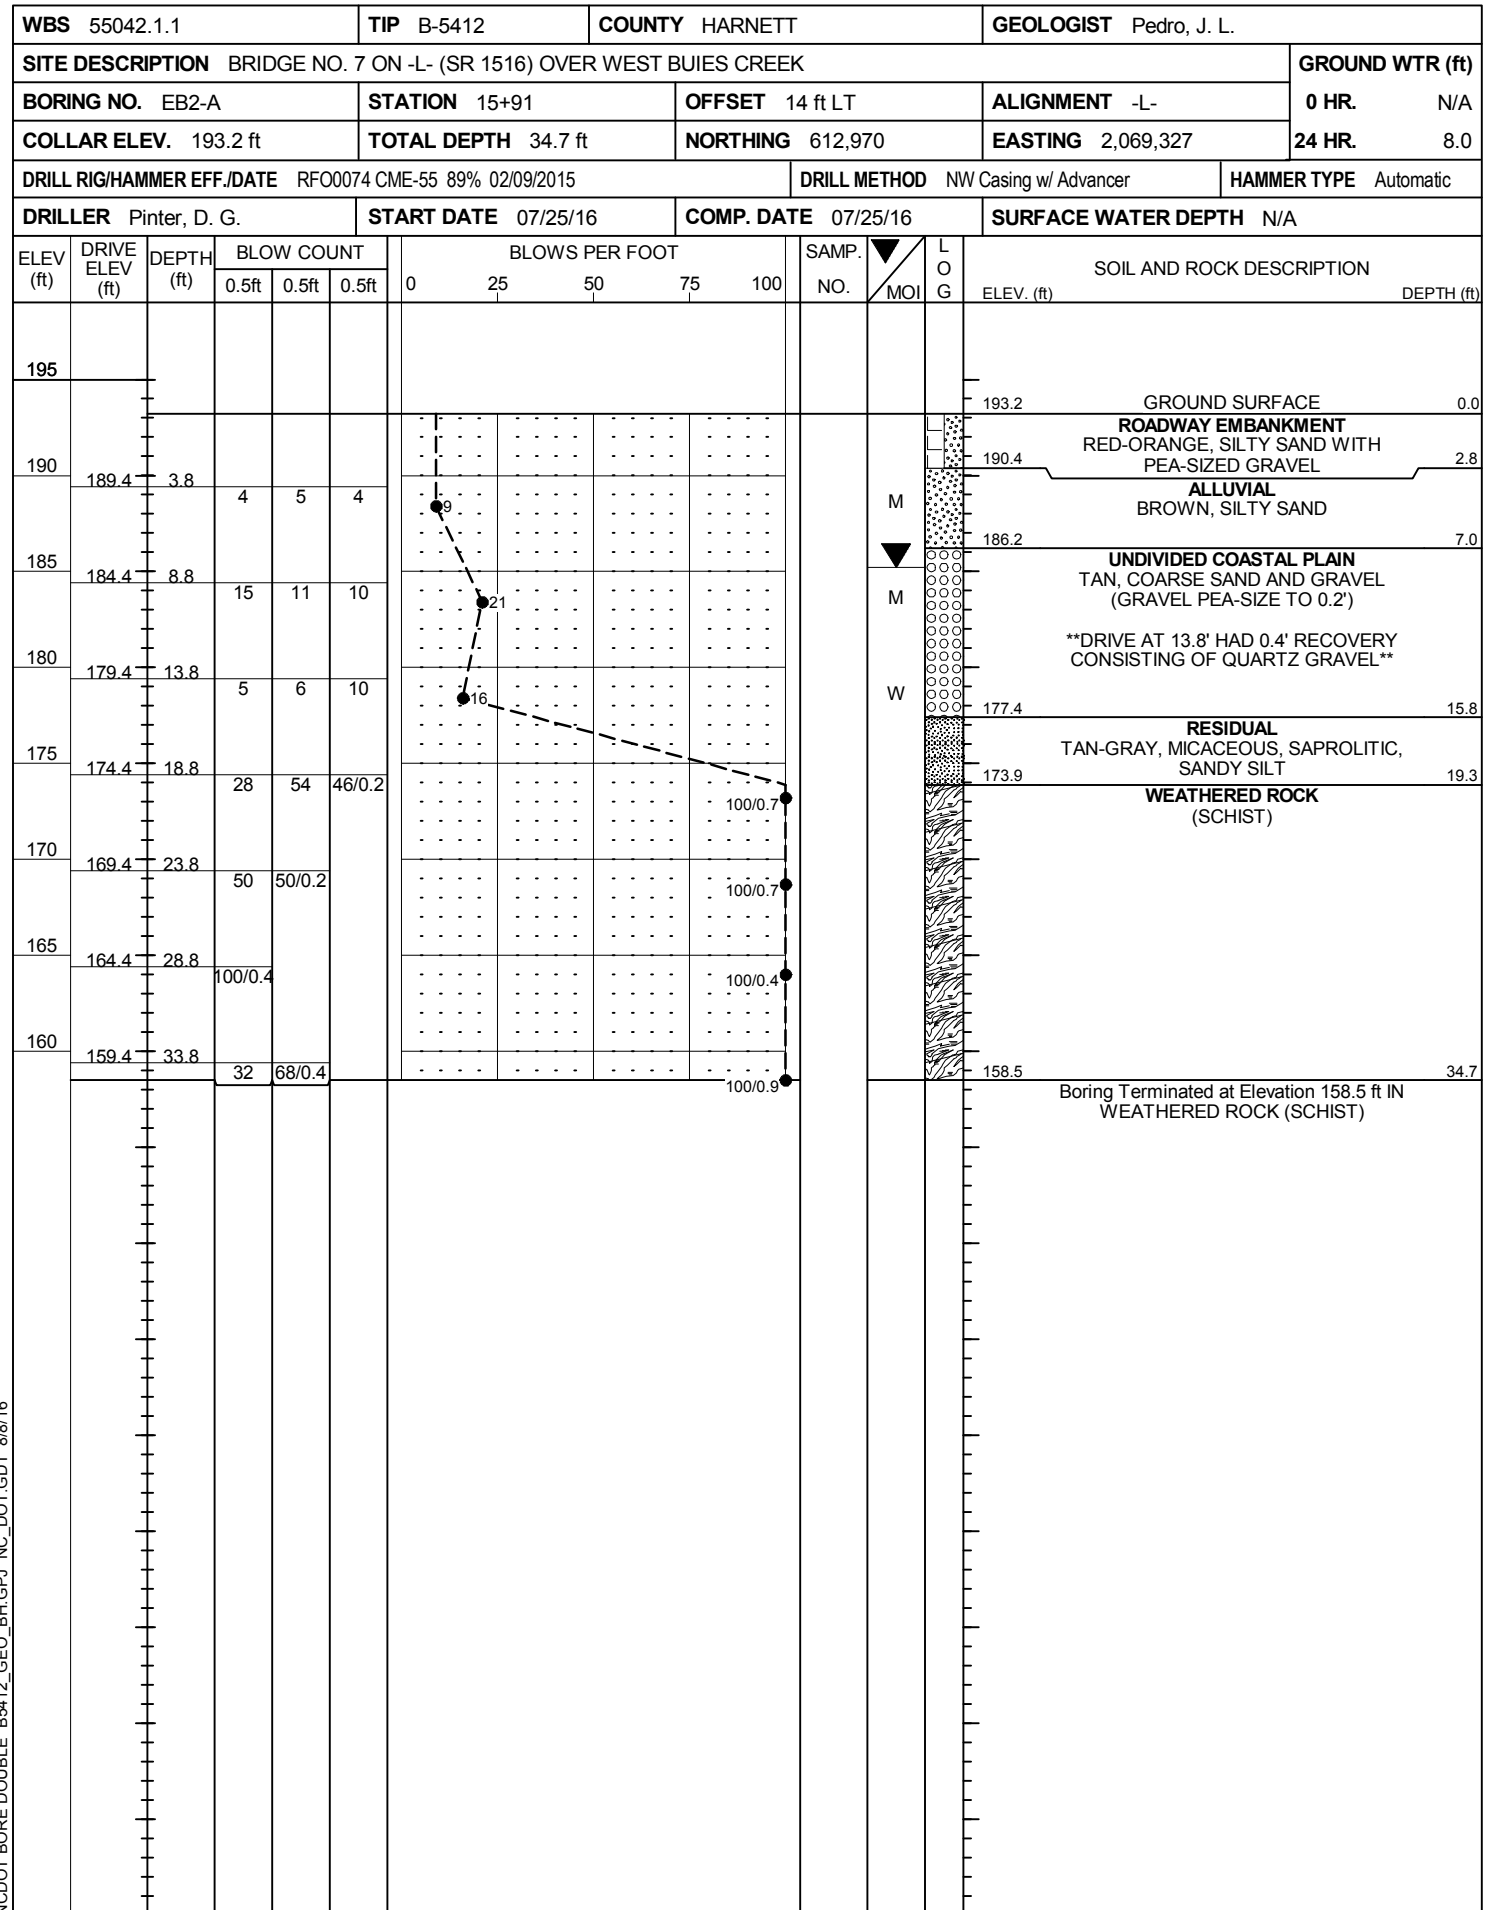 WBS 55042.1.1 TIP B-5412 COUNTY HARNETT GEOLOGIST Pedro, J. L.
SITE DESCRIPTION BRIDGE NO. 7 ON -L- (SR 1516) OVER WEST BUIES CREEK GROUND WTR (ft)
BORING NO. EB2-A STATION 15+91 OFFSET 14 ft LT ALIGNMENT -L- 0 HR. N/A
COLLAR ELEV. 193.2 ft TOTAL DEPTH 34.7 ft NORTHING 612,970 EASTING 2,069,327 24 HR. 8.0
DRILL RIG/HAMMER EFF./DATE RFO0074 CME-55 89% 02/09/2015 DRILL METHOD NW Casing w/ Advancer HAMMER TYPE Automatic
DRILLER Pinter, D. G. START DATE 07/25/16 COMP. DATE 07/25/16 SURFACE WATER DEPTH N/A
ELEV (ft) DRIVE ELEV (ft) DEPTH (ft) BLOW COUNT BLOWS PER FOOT SAMP. NO. MOI LOG SOIL AND ROCK DESCRIPTION
0.5ft 0.5ft 0.5ft 0 25 50 75 100 ELEV. (ft) DEPTH (ft)
195
193.2 GROUND SURFACE 0.0
ROADWAY EMBANKMENT
RED-ORANGE, SILTY SAND WITH
PEA-SIZED GRAVEL
190 190.4 2.8
189.4 3.8
4 5 4 9 M
ALLUVIAL
BROWN, SILTY SAND
186.2 7.0
185
184.4 8.8
15 11 10 21 M
UNDIVIDED COASTAL PLAIN
TAN, COARSE SAND AND GRAVEL
(GRAVEL PEA-SIZE TO 0.2')
**DRIVE AT 13.8' HAD 0.4' RECOVERY
CONSISTING OF QUARTZ GRAVEL**
180
179.4 13.8
5 6 10 16 W
177.4 15.8
RESIDUAL
TAN-GRAY, MICACEOUS, SAPROLITIC,
SANDY SILT
175
174.4 18.8
173.9 19.3
28 54 46/0.2 100/0.7
WEATHERED ROCK
(SCHIST)
170
169.4 23.8
50 50/0.2 100/0.7
165
164.4 28.8
100/0.4 100/0.4
160
159.4 33.8
32 68/0.4 100/0.9
158.5 34.7
Boring Terminated at Elevation 158.5 ft IN
WEATHERED ROCK (SCHIST)
NCDOT BORE DOUBLE B5412_GEO_BH.GPJ NC_DOT.GDT 8/8/16